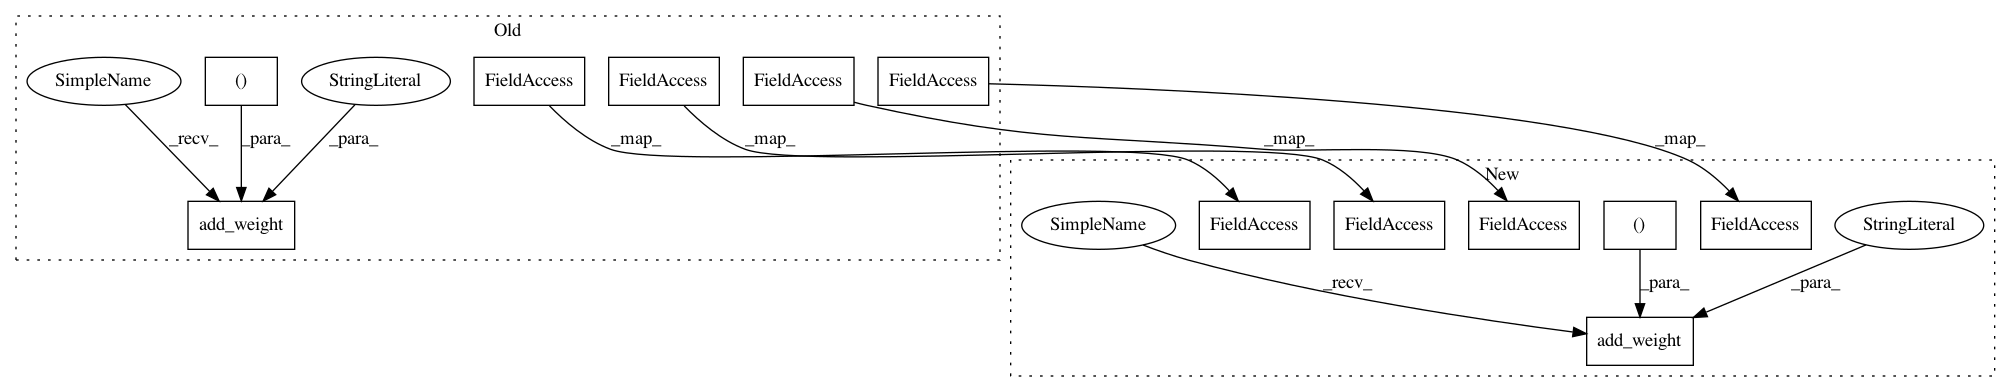 Old
SimpleName
()
StringLiteral
FieldAccess
FieldAccess
FieldAccess
FieldAccess
_recv_
_para_
_para_
_map_
_map_
_map_
_map_
add_weight
New
SimpleName
FieldAccess
FieldAccess
FieldAccess
()
FieldAccess
StringLiteral
_recv_
_para_
_para_
add_weight